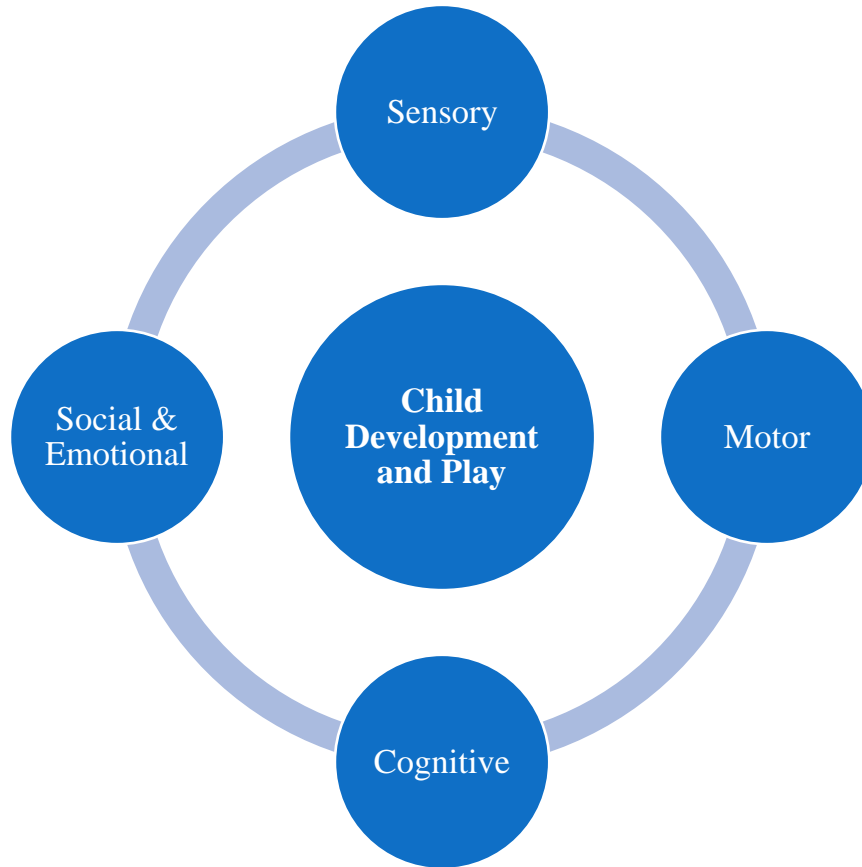 Sensory
Child
Development
and Play
Social &
Emotional
Motor
Cognitive